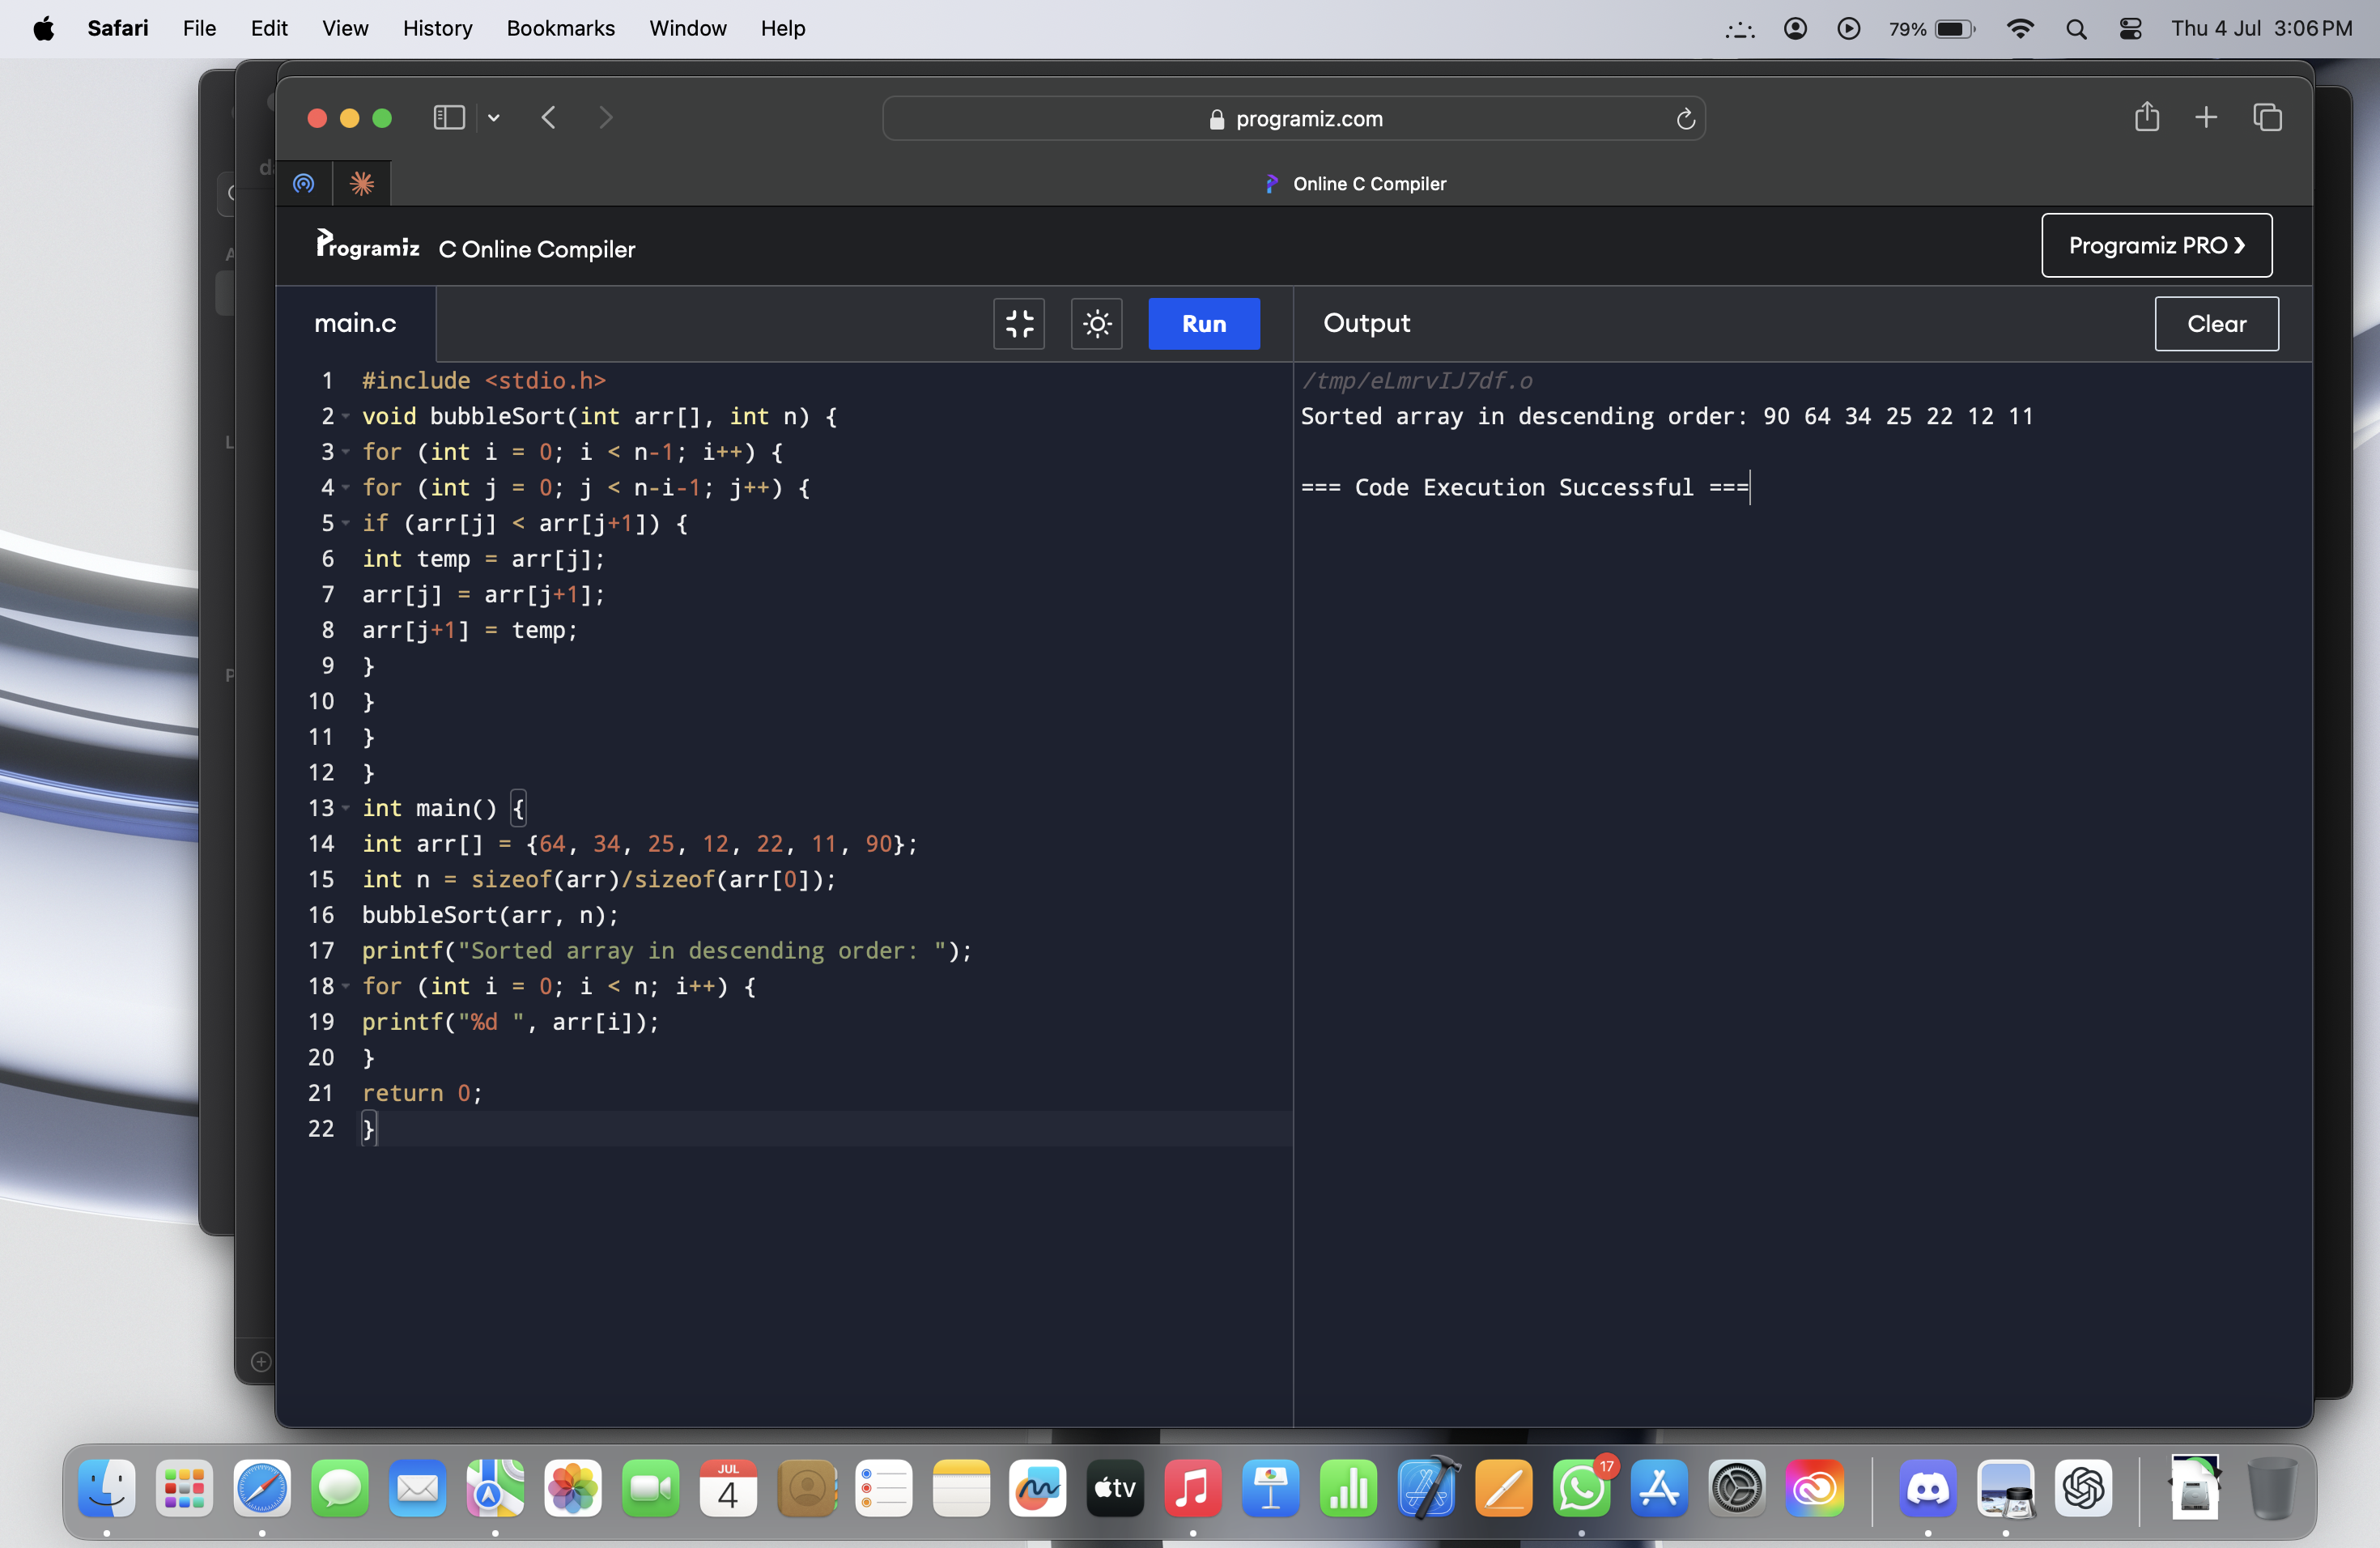 Safari File Edit View History Bookmarks Window Help 79% Thu 4 Jul 3:06 PM
programiz.com
Online C Compiler
Programiz C Online Compiler Programiz PRO ❯
main.c Run Output Clear
1 #include <stdio.h>
2 void bubbleSort(int arr[], int n) {
3 for (int i = 0; i < n-1; i++) {
4 for (int j = 0; j < n-i-1; j++) {
5 if (arr[j] < arr[j+1]) {
6 int temp = arr[j];
7 arr[j] = arr[j+1];
8 arr[j+1] = temp;
9 }
10 }
11 }
12 }
13 int main() {
14 int arr[] = {64, 34, 25, 12, 22, 11, 90};
15 int n = sizeof(arr)/sizeof(arr[0]);
16 bubbleSort(arr, n);
17 printf("Sorted array in descending order: ");
18 for (int i = 0; i < n; i++) {
19 printf("%d ", arr[i]);
20 }
21 return 0;
22 }
/tmp/eLmrvIJ7df.o
Sorted array in descending order: 90 64 34 25 22 12 11
=== Code Execution Successful ===
JUL
4
tv
17